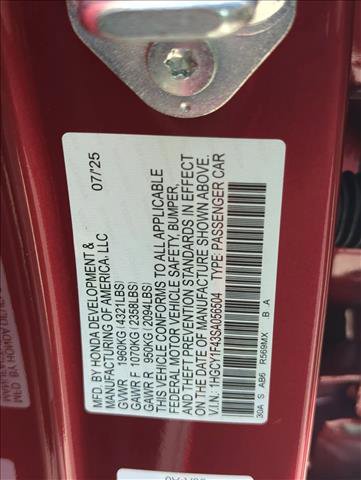 MFD. BY HONDA DEVELOPMENT & 07/25
MANUFACTURING OF AMERICA, LLC
GVWR 1960KG (4321LBS)
GAWR F 1070KG (2358LBS)
GAWR R 950KG (2094LBS)
THIS VEHICLE CONFORMS TO ALL APPLICABLE
FEDERAL MOTOR VEHICLE SAFETY, BUMPER,
AND THEFT PREVENTION STANDARDS IN EFFECT
ON THE DATE OF MANUFACTURE SHOWN ABOVE.
V.I.N.: 1HGCY1F43SA056504 TYPE: PASSENGER CAR
30A S AB6 R569MX B A